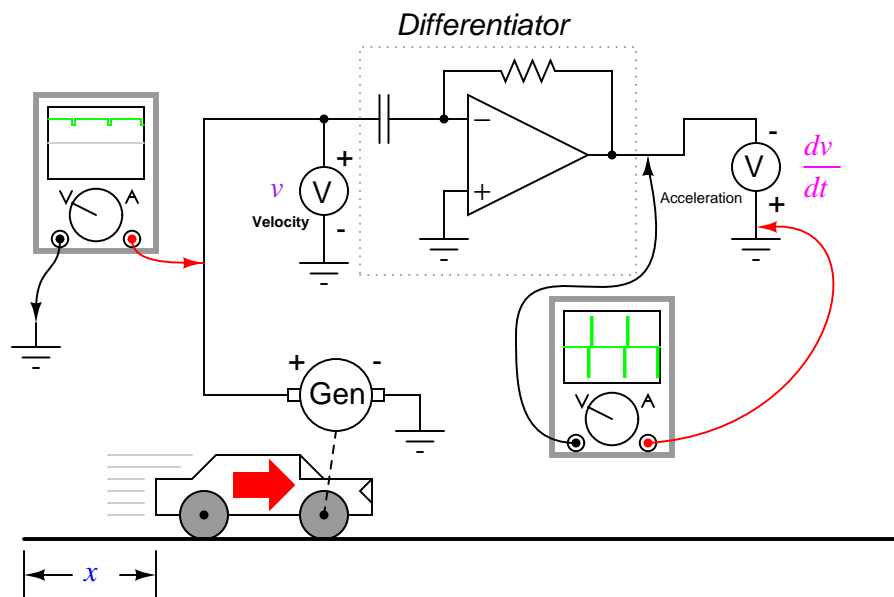 Differentiator
V A
−
+
+
V
-
v
Velocity
Acceleration
-
V
+
dv
dt
+
-
Gen
V A
x